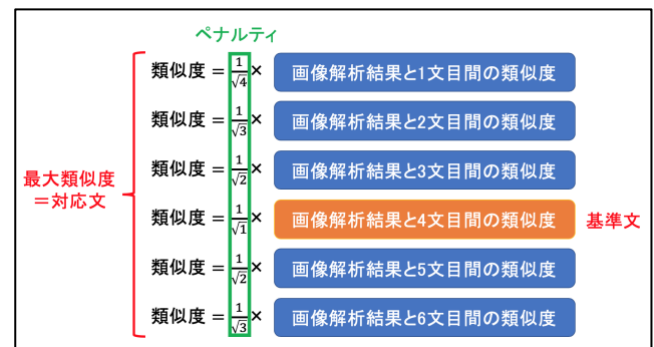 ペナルティ
類似度 = 1/√4 × 画像解析結果と1文目間の類似度
類似度 = 1/√3 × 画像解析結果と2文目間の類似度
類似度 = 1/√2 × 画像解析結果と3文目間の類似度
最大類似度
＝対応文
類似度 = 1/√1 × 画像解析結果と4文目間の類似度 基準文
類似度 = 1/√2 × 画像解析結果と5文目間の類似度
類似度 = 1/√3 × 画像解析結果と6文目間の類似度